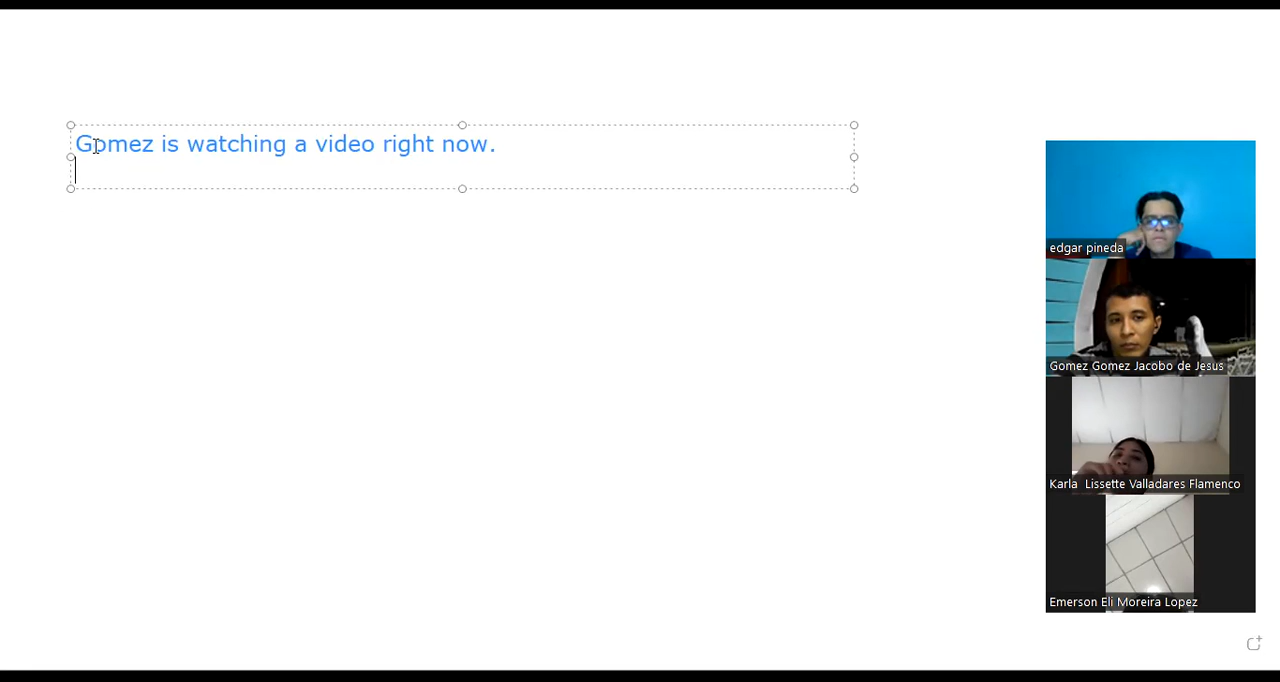 Gomez is watching a video right now.
edgar pineda
Gomez Gomez Jacobo de Jesus
Karla Lissette Valladares Flamenco
Emerson Eli Moreira Lopez